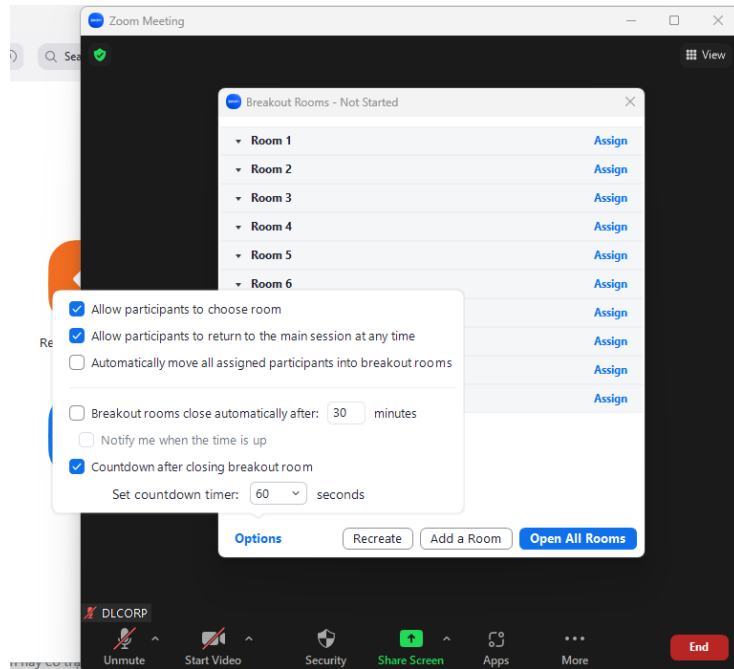 Zoom Meeting
Sea
View
Breakout Rooms - Not Started
Room 1 Assign
Room 2 Assign
Room 3 Assign
Room 4 Assign
Room 5 Assign
Room 6 Assign
Assign
Assign
Assign
Assign
Re
Allow participants to choose room
Allow participants to return to the main session at any time
Automatically move all assigned participants into breakout rooms
Breakout rooms close automatically after: 30 minutes
Notify me when the time is up
Countdown after closing breakout room
Set countdown timer: 60 seconds
Options Recreate Add a Room Open All Rooms
DLCORP
Unmute Start Video Security Share Screen Apps More End